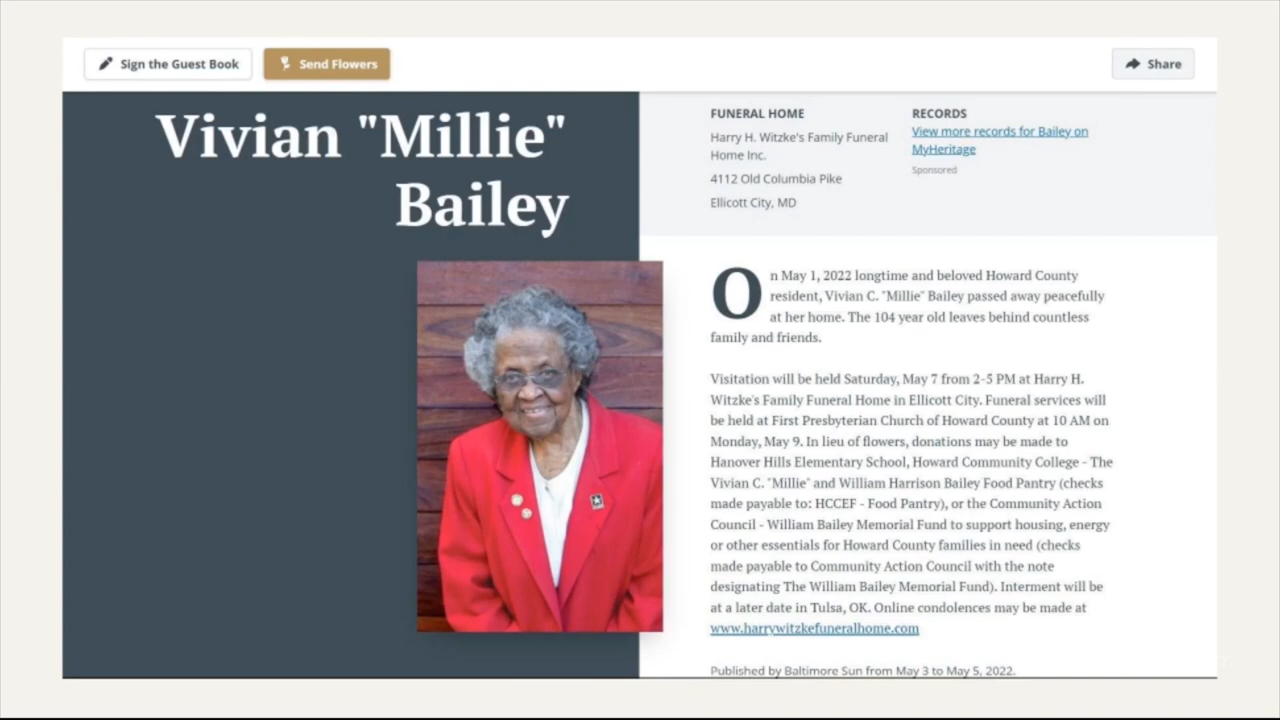 Sign the Guest Book
Send Flowers
Share
Vivian "Millie"
Bailey
FUNERAL HOME
Harry H. Witzke's Family Funeral
Home Inc.
4112 Old Columbia Pike
Ellicott City, MD
RECORDS
View more records for Bailey on
MyHeritage
Sponsored
On May 1, 2022 longtime and beloved Howard County
resident, Vivian C. "Millie" Bailey passed away peacefully
at her home. The 104 year old leaves behind countless
family and friends.
Visitation will be held Saturday, May 7 from 2-5 PM at Harry H.
Witzke's Family Funeral Home in Ellicott City. Funeral services will
be held at First Presbyterian Church of Howard County at 10 AM on
Monday, May 9. In lieu of flowers, donations may be made to
Hanover Hills Elementary School, Howard Community College - The
Vivian C. "Millie" and William Harrison Bailey Food Pantry (checks
made payable to: HCCEF - Food Pantry), or the Community Action
Council - William Bailey Memorial Fund to support housing, energy
or other essentials for Howard County families in need (checks
made payable to Community Action Council with the note
designating The William Bailey Memorial Fund). Interment will be
at a later date in Tulsa, OK. Online condolences may be made at
www.harrywitzkefuneralhome.com
Published by Baltimore Sun from May 3 to May 5, 2022.